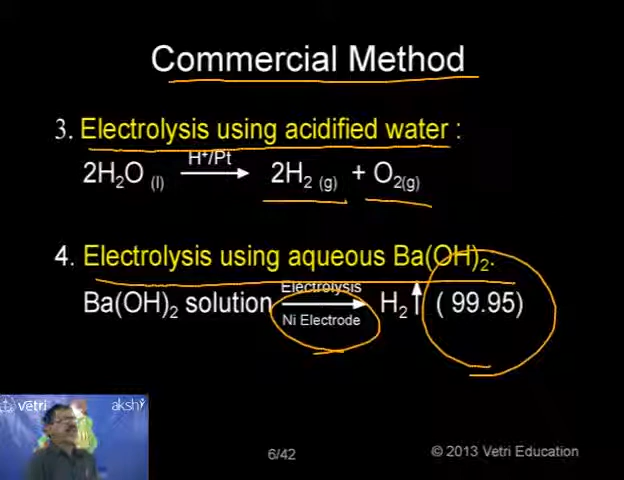 Commercial Method
3. Electrolysis using acidified water :
2H₂O (l) H⁺/Pt 2H₂ (g) + O₂(g)
4. Electrolysis using aqueous Ba(OH)₂.
Ba(OH)₂ solution Electrolysis Ni Electrode H₂ ↑ ( 99.95)
vetri
6/42
© 2013 Vetri Education